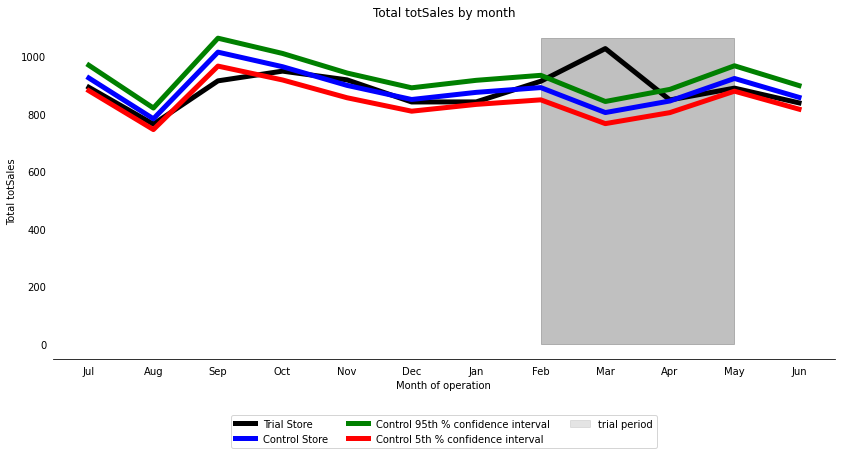 Total totSales by month
1000
800
600
400
200
0
Total totSales
Jul Aug Sep Oct Nov Dec Jan Feb Mar Apr May Jun
Month of operation
Trial Store Control 95th % confidence interval trial period
Control Store Control 5th % confidence interval